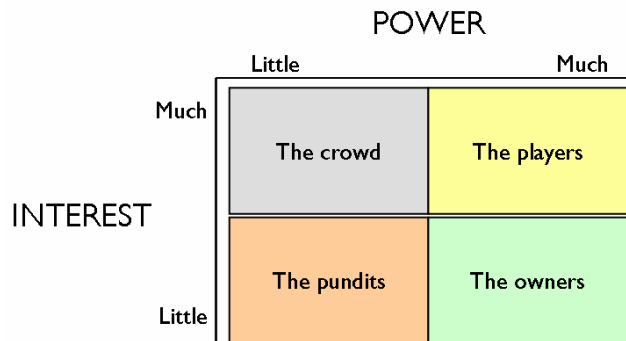 POWER
Little Much
Much
The crowd The players
INTEREST
The pundits The owners
Little